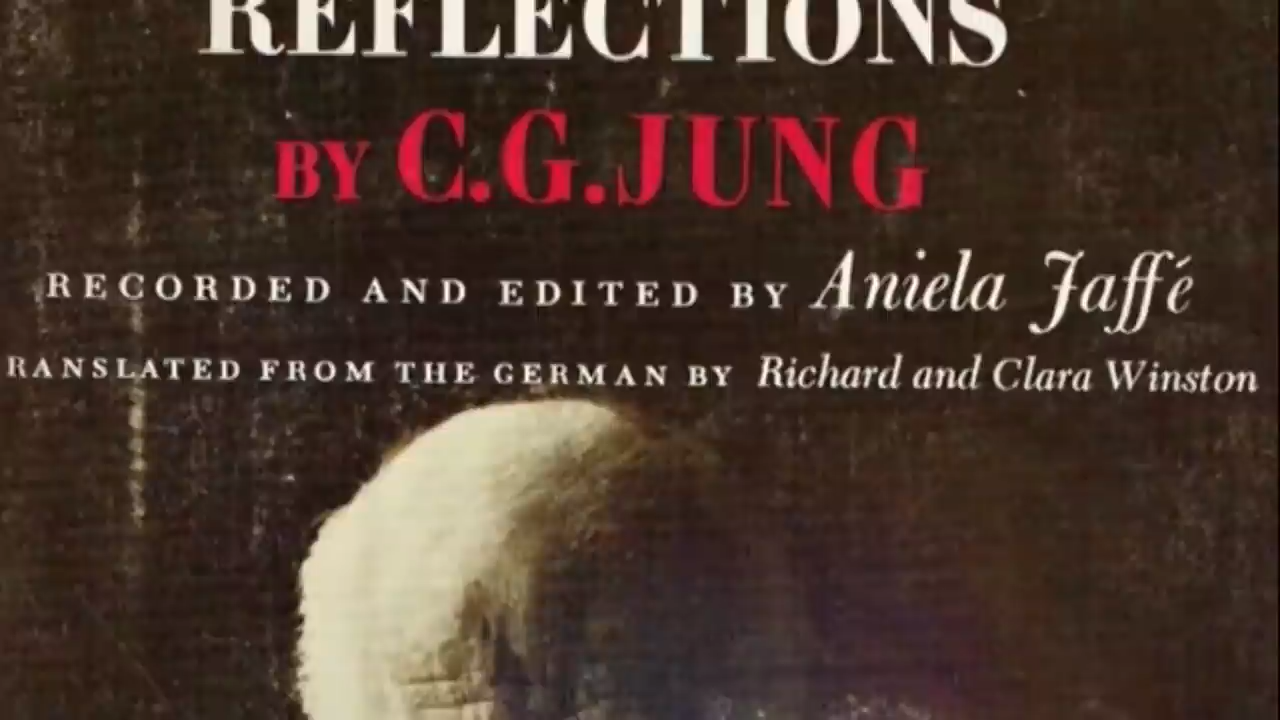 REFLECTIONS
BY C.G.JUNG
RECORDED AND EDITED BY Aniela Jaffé
RANSLATED FROM THE GERMAN BY Richard and Clara Winston